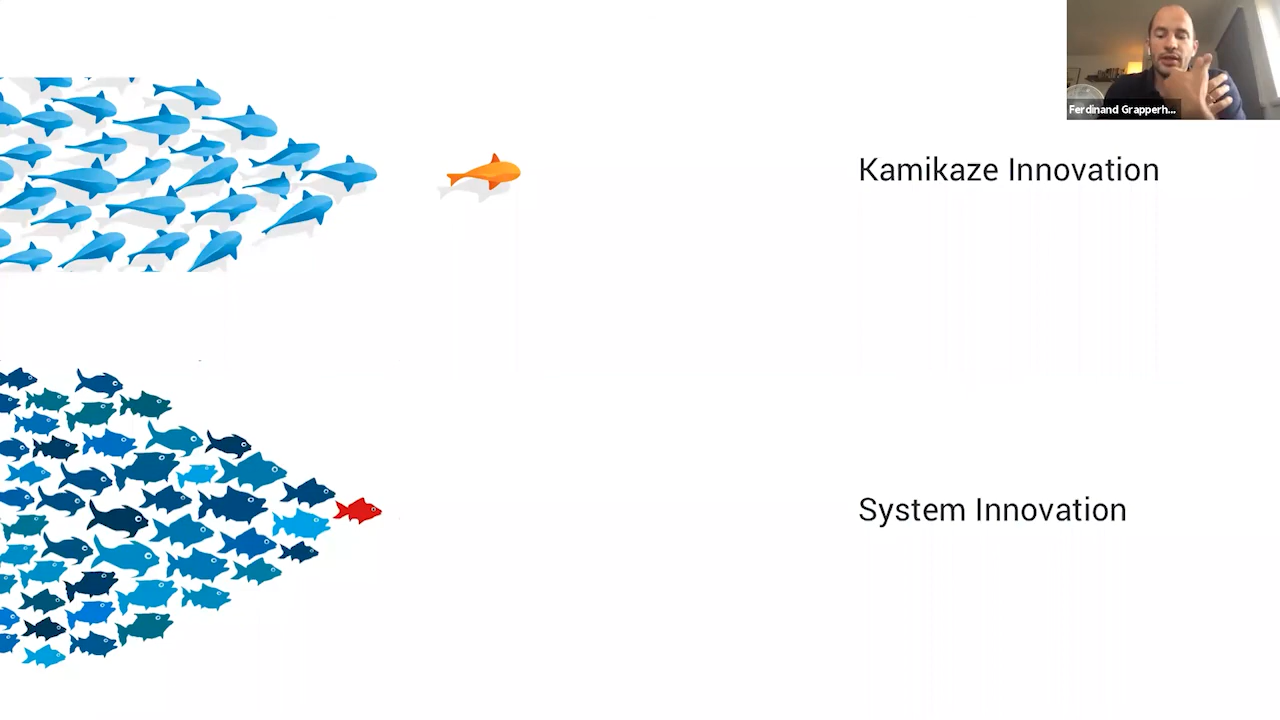 Ferdinand Grapperh...
Kamikaze Innovation
System Innovation